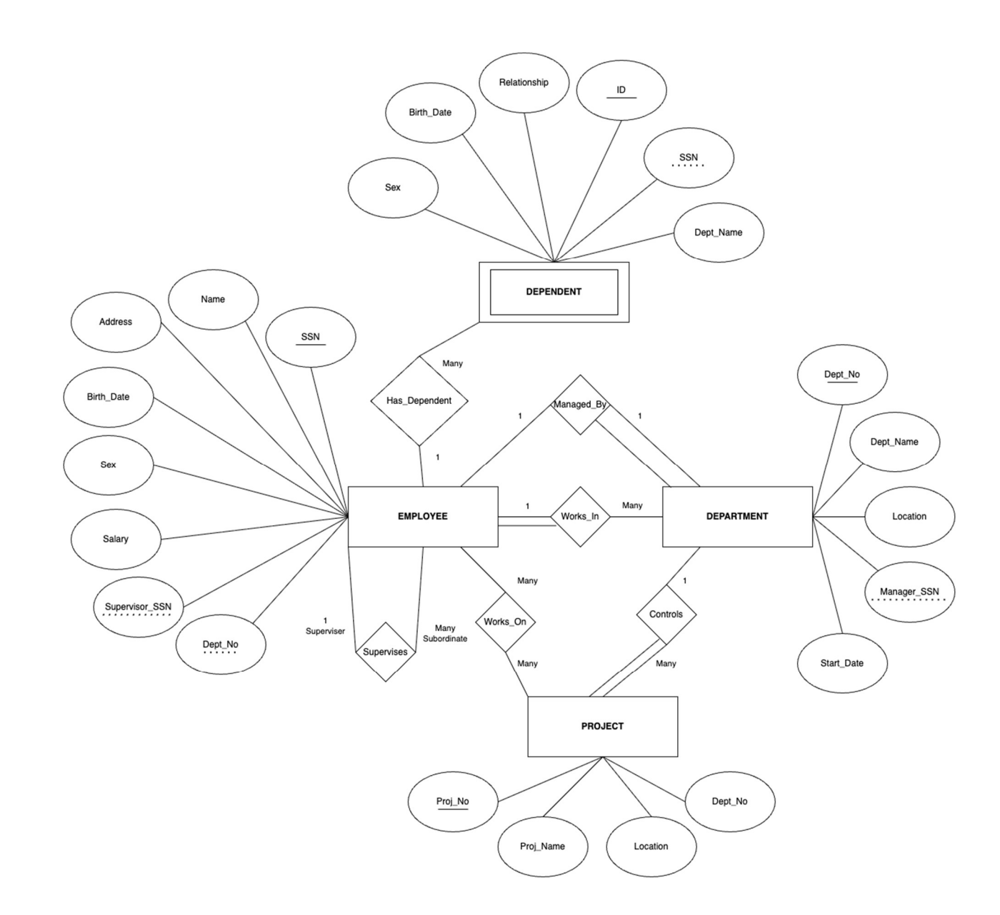 Relationship
ID
Birth_Date
SSN
Sex
Dept_Name
DEPENDENT
Name
Address
SSN
Many
Dept_No
Birth_Date
Has_Dependent
Managed_By
1
1
Dept_Name
1
Sex
EMPLOYEE
1
Works_In
Many
DEPARTMENT
Location
Salary
Many
1
Manager_SSN
Supervisor_SSN
Controls
1
Superviser
Many
Subordinate
Works_On
Dept_No
Supervises
Many
Many
Start_Date
PROJECT
Proj_No
Dept_No
Proj_Name
Location